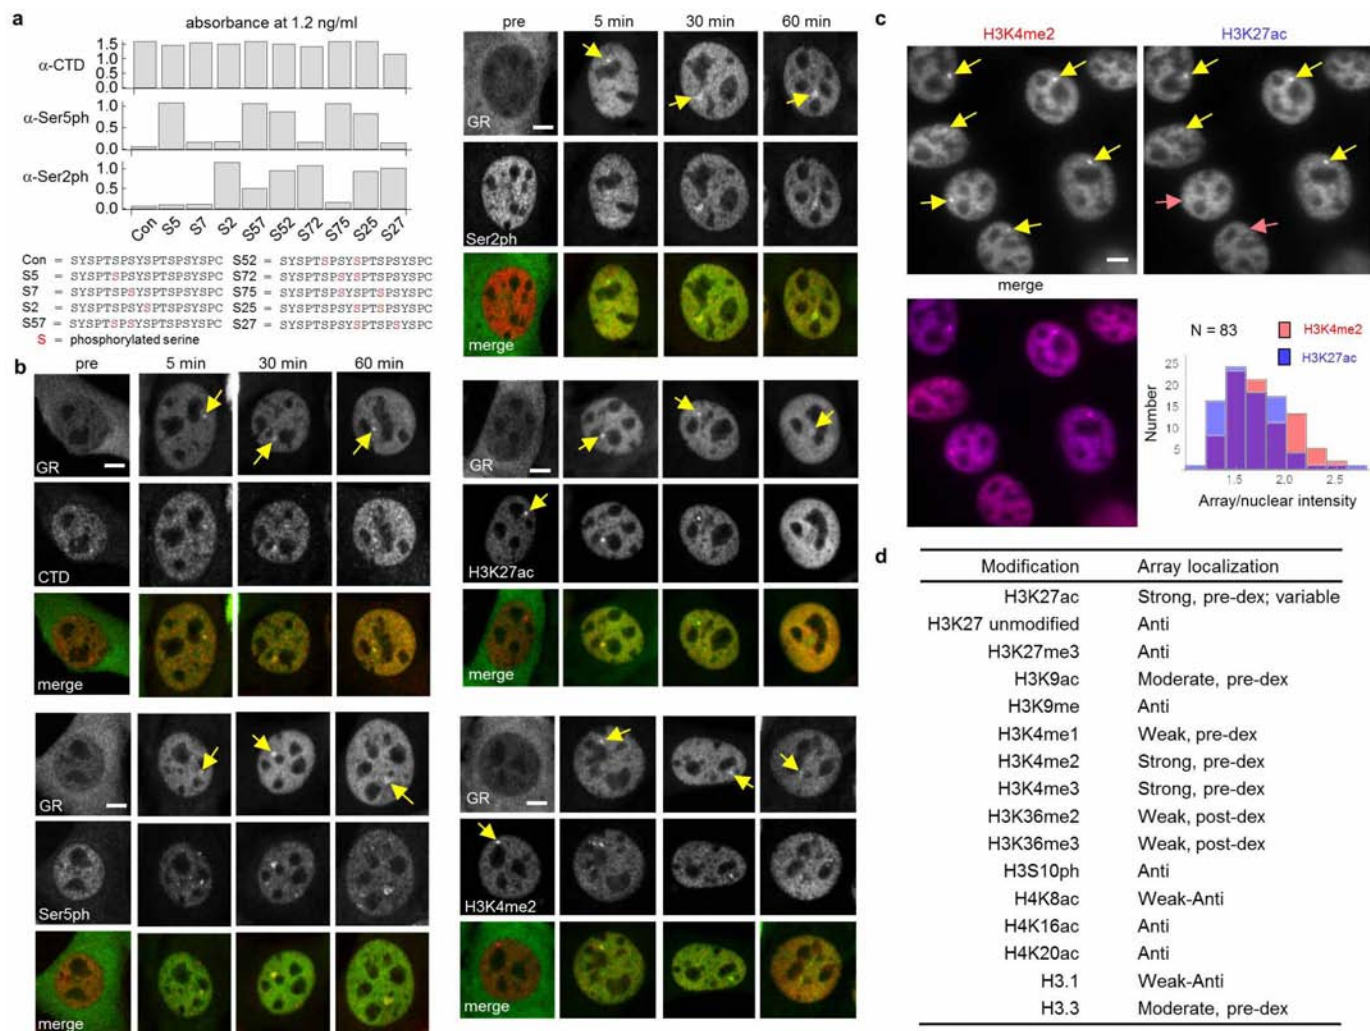 a
absorbance at 1.2 ng/ml
α-CTD
1.5
1.0
0.5
0.0
α-Ser5ph
1.0
0.5
0.0
α-Ser2ph
1.0
0.5
0.0
Con S5 S7 S2 S57 S52 S72 S75 S25 S27
Con = SYSPTSPSYSPTSPSYSPC
S5 = SYSPTSPSYSPTSPSYSPC
S7 = SYSPTSPSYSPTSPSYSPC
S2 = SYSPTSPSYSPTSPSYSPC
S57 = SYSPTSPSYSPTSPSYSPC
S52 = SYSPTSPSYSPTSPSYSPC
S72 = SYSPTSPSYSPTSPSYSPC
S75 = SYSPTSPSYSPTSPSYSPC
S25 = SYSPTSPSYSPTSPSYSPC
S27 = SYSPTSPSYSPTSPSYSPC
S = phosphorylated serine
b
pre 5 min 30 min 60 min
GR
CTD
merge
GR
Ser5ph
merge
pre 5 min 30 min 60 min
GR
Ser2ph
merge
GR
H3K27ac
merge
GR
H3K4me2
merge
c
H3K4me2 H3K27ac
merge
N = 83
H3K4me2
H3K27ac
Number
25
20
15
10
5
1.5 2.0 2.5
Array/nuclear intensity
d
Modification Array localization
H3K27ac Strong, pre-dex; variable
H3K27 unmodified Anti
H3K27me3 Anti
H3K9ac Moderate, pre-dex
H3K9me Anti
H3K4me1 Weak, pre-dex
H3K4me2 Strong, pre-dex
H3K4me3 Strong, pre-dex
H3K36me2 Weak, post-dex
H3K36me3 Weak, post-dex
H3S10ph Anti
H4K8ac Weak-Anti
H4K16ac Anti
H4K20ac Anti
H3.1 Weak-Anti
H3.3 Moderate, pre-dex